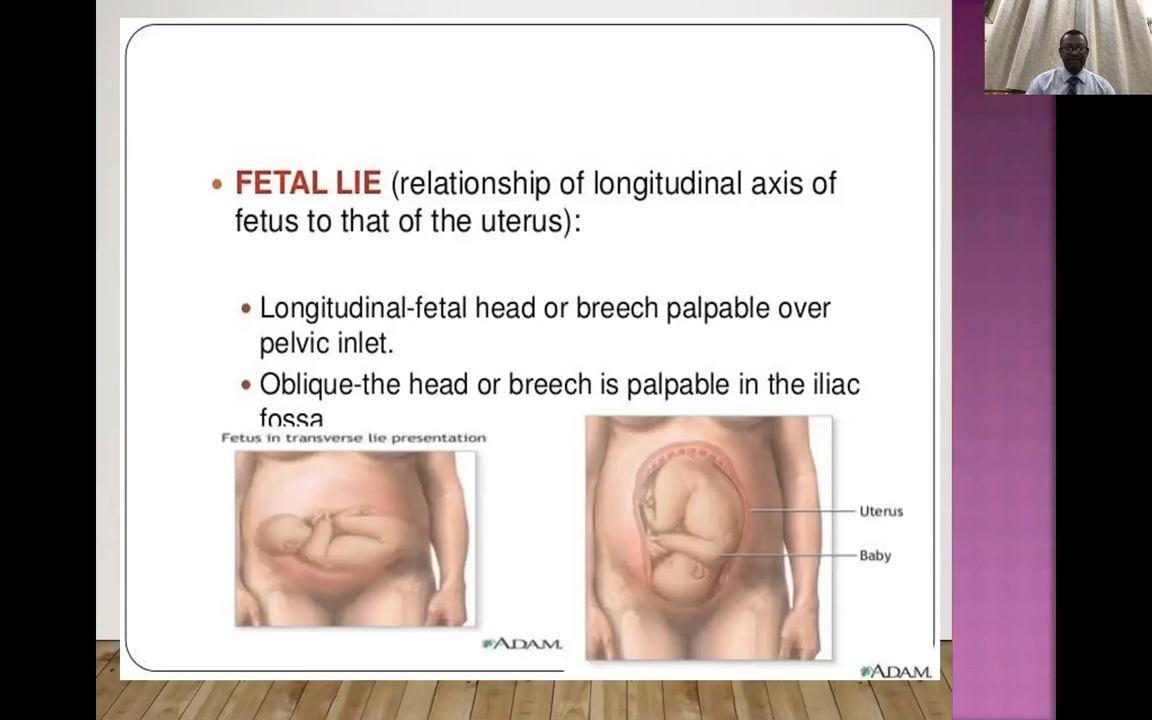 • FETAL LIE (relationship of longitudinal axis of
fetus to that of the uterus):
• Longitudinal-fetal head or breech palpable over
pelvic inlet.
• Oblique-the head or breech is palpable in the iliac
fossa
Fetus in transverse lie presentation
Uterus
Baby
ADAM.
ADAM.